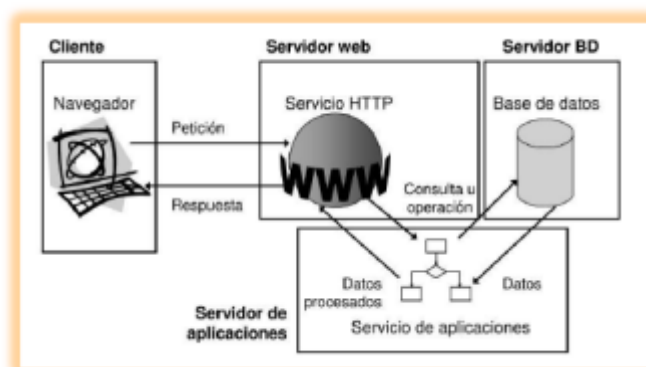 Cliente
Servidor web
Servidor BD
Navegador
Servicio HTTP
Base de datos
Petición
WWW
Respuesta
Consulta u
operación
Datos
procesados
Datos
Servidor de
aplicaciones
Servicio de aplicaciones